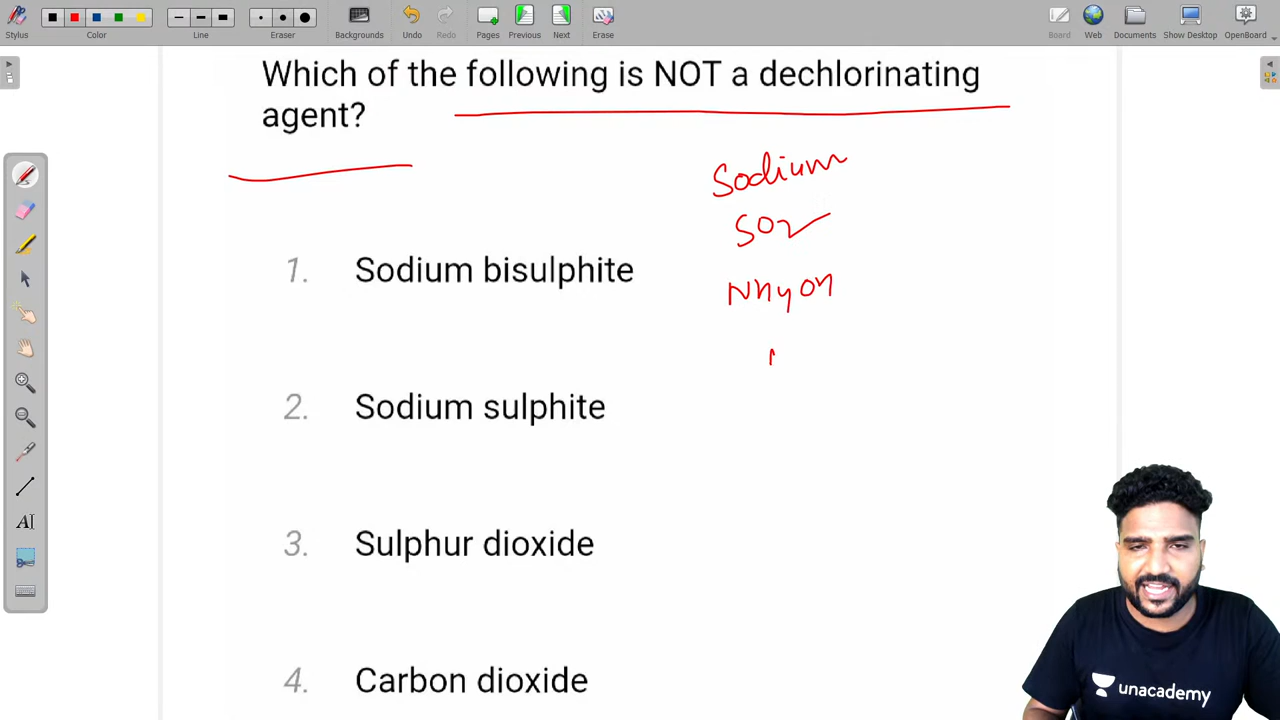 Stylus
Color
Line
Eraser
Backgrounds
Undo
Redo
Pages
Previous
Next
Erase
Board
Web
Documents
Show Desktop
OpenBoard
Which of the following is NOT a dechlorinating
agent?
Sodium
SO2
Nh4Oh
1. Sodium bisulphite
2. Sodium sulphite
3. Sulphur dioxide
4. Carbon dioxide
AI
unacademy